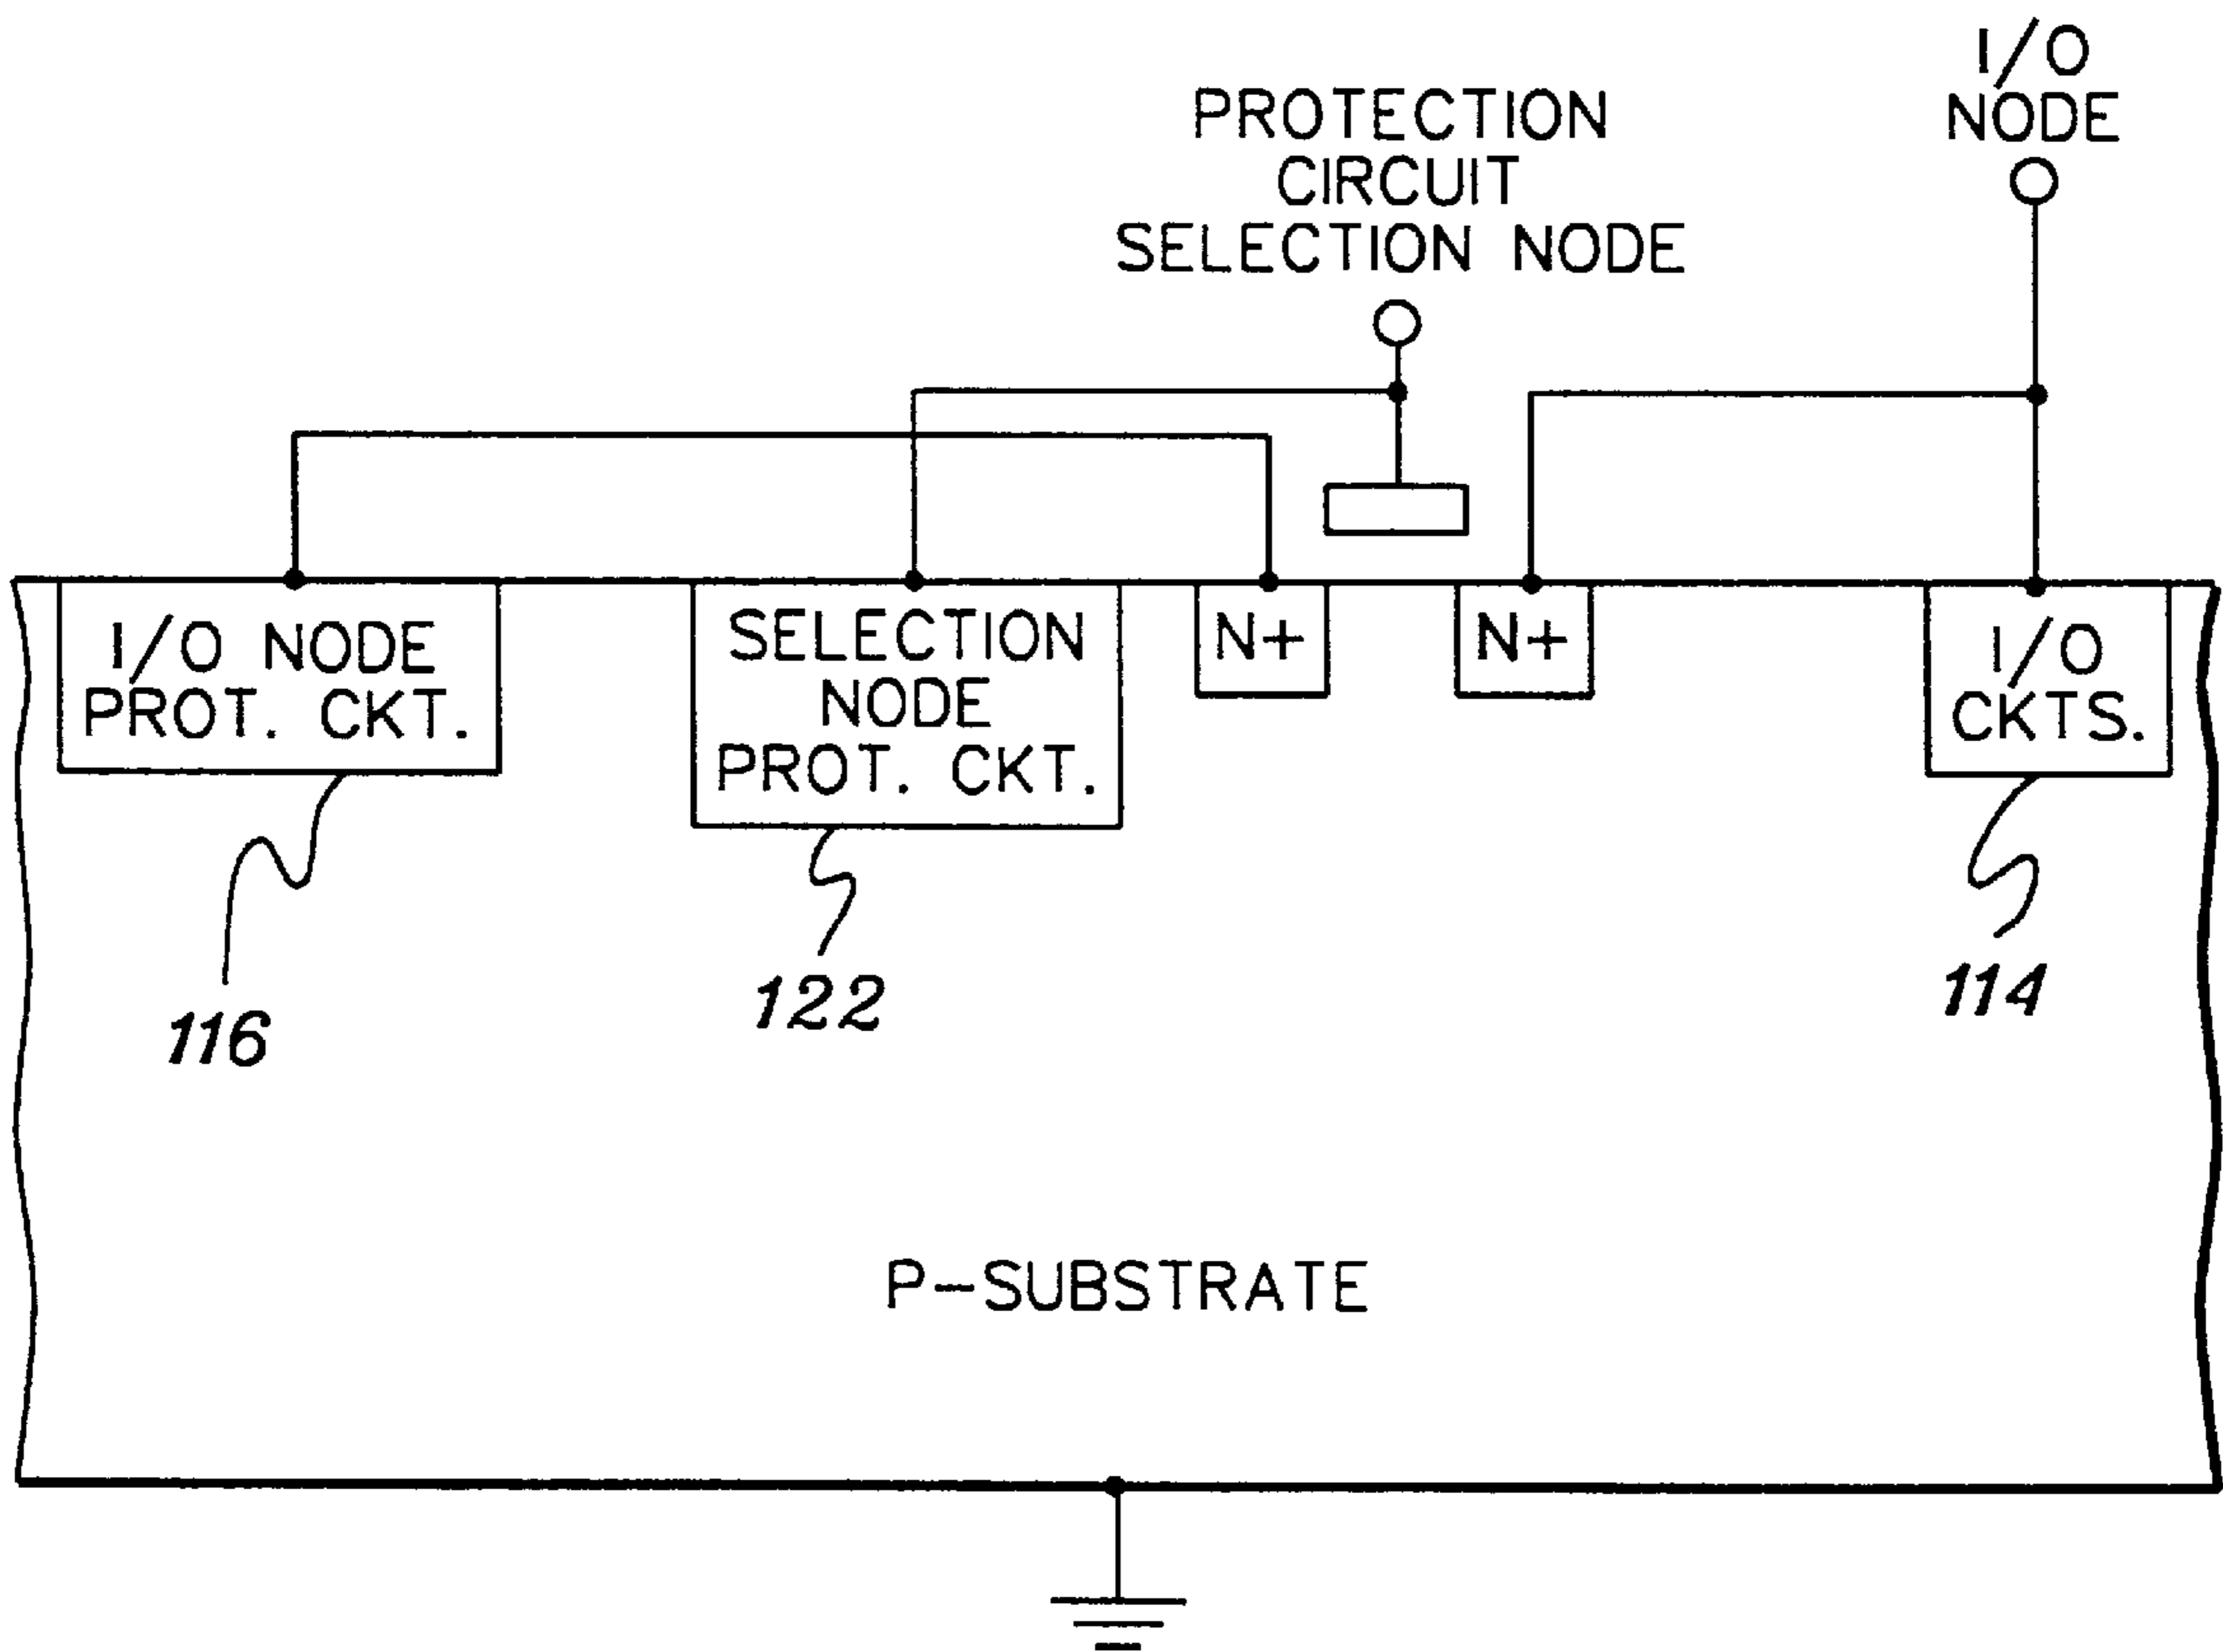 I/O
NODE
PROTECTION
CIRCUIT
SELECTION NODE
I/O NODE
PROT. CKT.
SELECTION
NODE
PROT. CKT.
N+
N+
I/O
CKTS.
116
122
114
P-SUBSTRATE